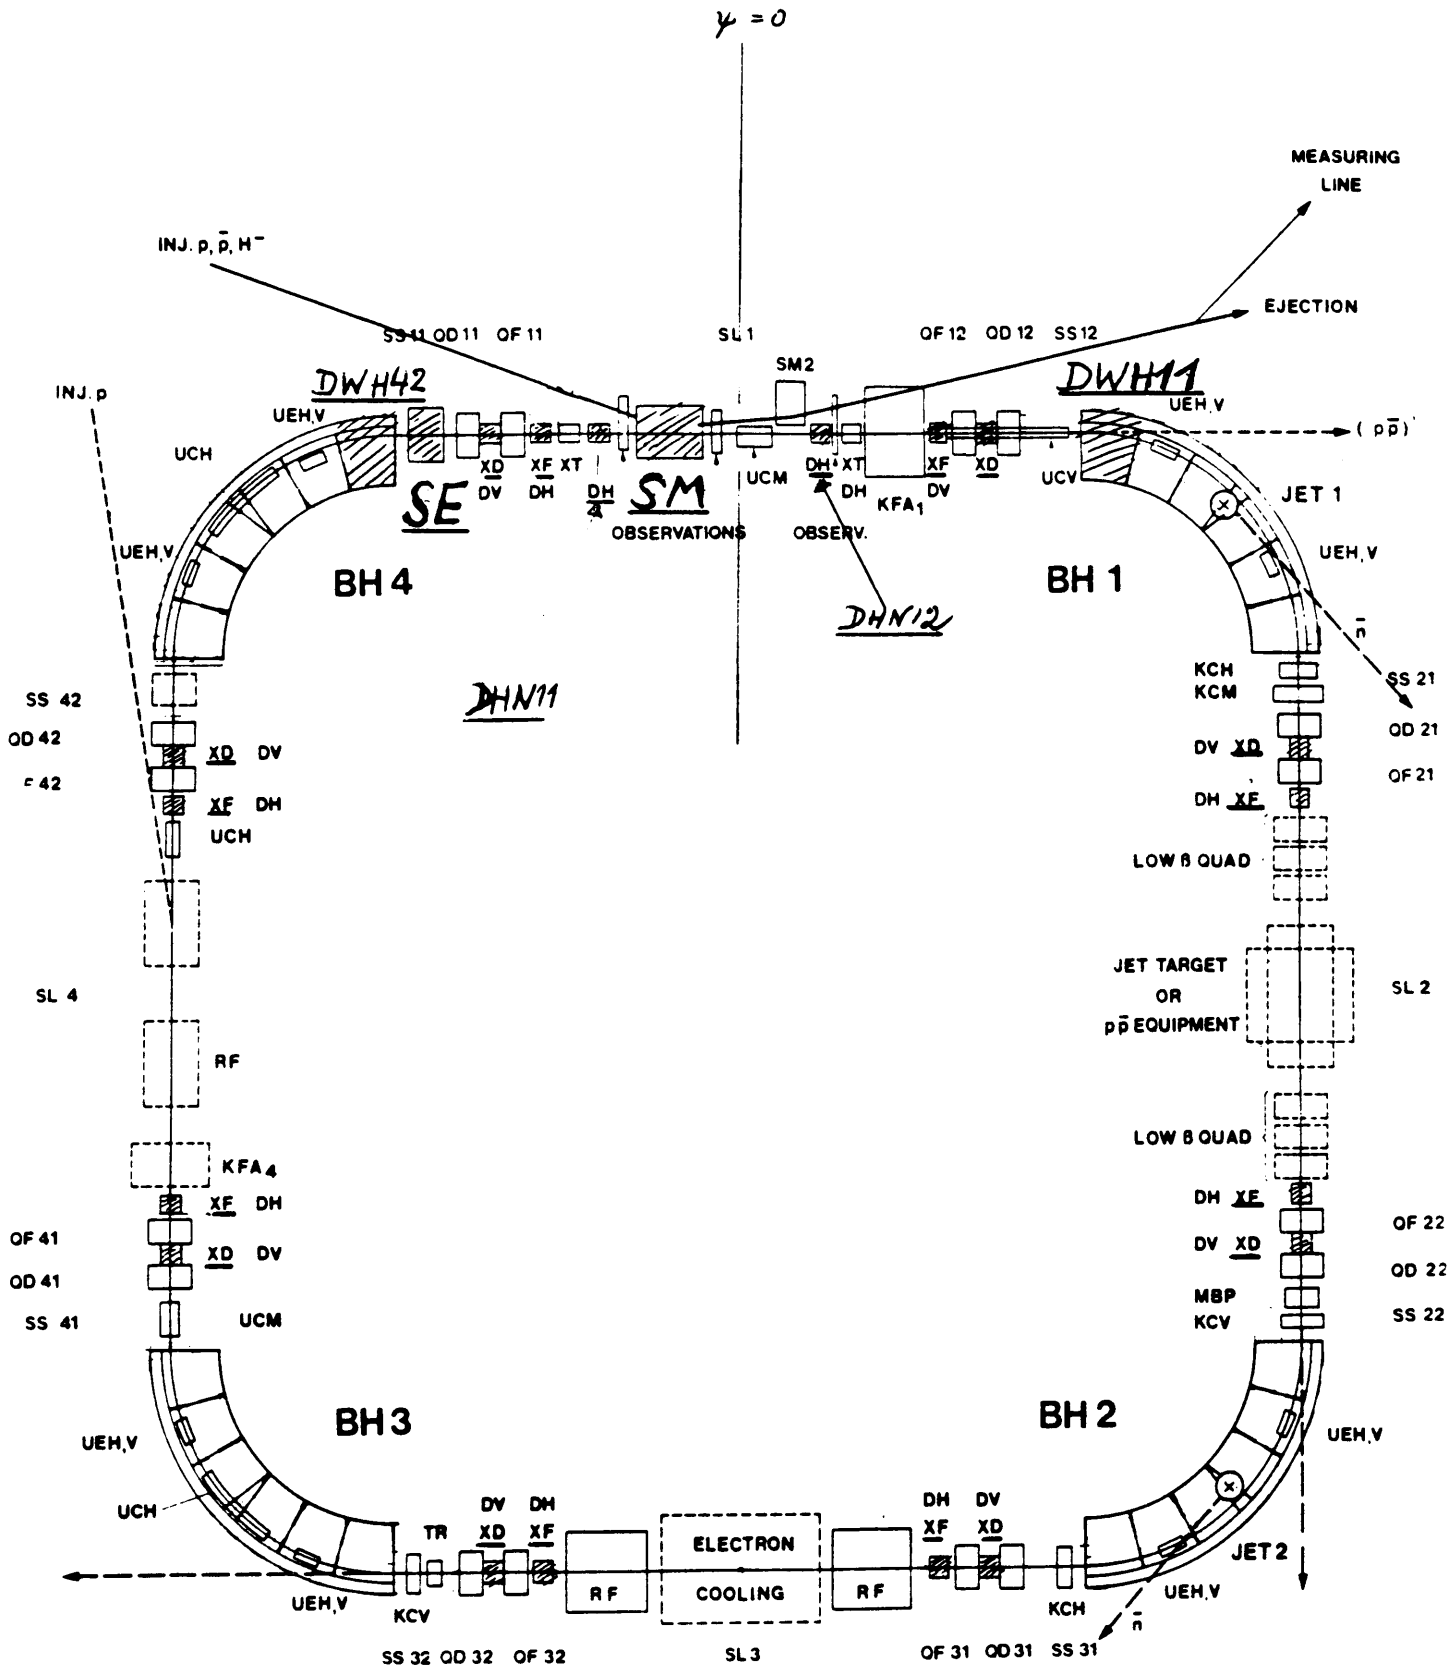 ψ = 0
MEASURING
LINE
INJ. p, p̄, H⁻
EJECTION
SS 11 QD 11 QF 11
SL 1
QF 12 QD 12 SS 12
SM2
INJ. p
DWH42
DWH11
UEH,V
UEH,V
(p p̄)
UCH
XD XF XT
DV DH
DH
SE
SM
UCM
DH XT
DH
KFA₁
XF XD
DV
UCV
JET 1
OBSERVATIONS
OBSERV.
UEH,V
UEH,V
BH 4
BH 1
DHN12
n̄
KCH
SS 21
SS 42
KCM
DHN11
QD 42
QD 21
XD DV
DV XD
F 42
QF 21
XF DH
DH XF
UCH
LOW β QUAD
JET TARGET
SL 4
OR
SL 2
p p̄ EQUIPMENT
RF
LOW β QUAD
KFA 4
XF DH
DH XF
QF 41
QF 22
XD DV
DV XD
QD 41
QD 22
MBP
SS 41
UCM
KCV
SS 22
BH 3
BH 2
UEH,V
UEH,V
UCH
DV DH
DH DV
TR
XD XF
XF XD
ELECTRON
JET 2
RF
COOLING
RF
UEH,V
KCV
KCH
UEH,V
n̄
SS 32 QD 32 QF 32
SL 3
QF 31 QD 31 SS 31